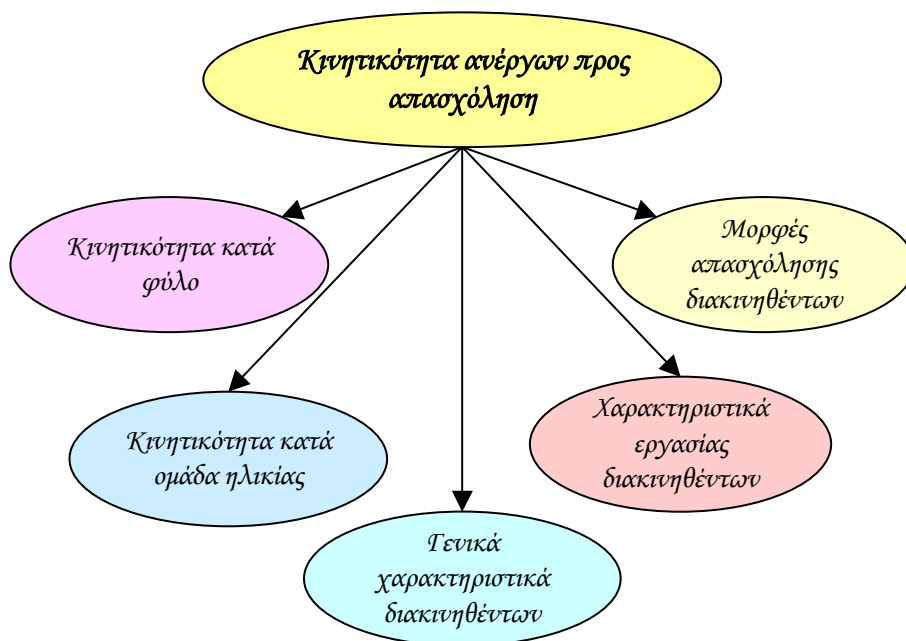 Κινητικότητα ανέργων προς
απασχόληση
Κινητικότητα κατά
φύλο
Μορφές
απασχόλησης
διακινηθέντων
Κινητικότητα κατά
ομάδα ηλικίας
Χαρακτηριστικά
εργασίας
διακινηθέντων
Γενικά
χαρακτηριστικά
διακινηθέντων